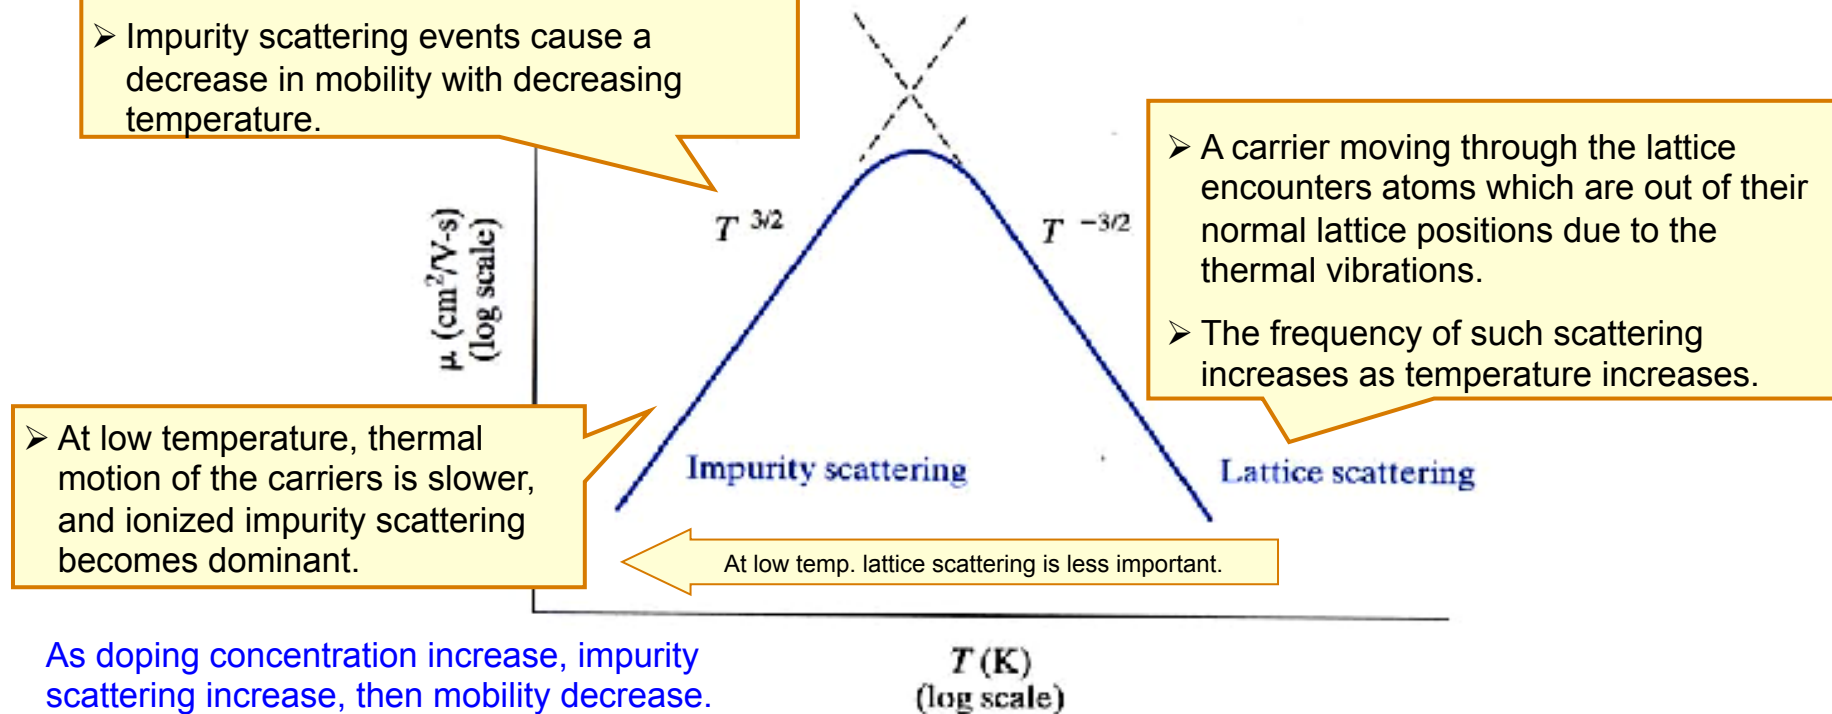 ➢ Impurity scattering events cause a
decrease in mobility with decreasing
temperature.
➢ A carrier moving through the lattice
encounters atoms which are out of their
normal lattice positions due to the
thermal vibrations.
➢ The frequency of such scattering
increases as temperature increases.
T 3/2
T −3/2
μ (cm²/V-s)
(log scale)
➢ At low temperature, thermal
motion of the carriers is slower,
and ionized impurity scattering
becomes dominant.
Impurity scattering
Lattice scattering
At low temp. lattice scattering is less important.
As doping concentration increase, impurity
scattering increase, then mobility decrease.
T (K)
(log scale)